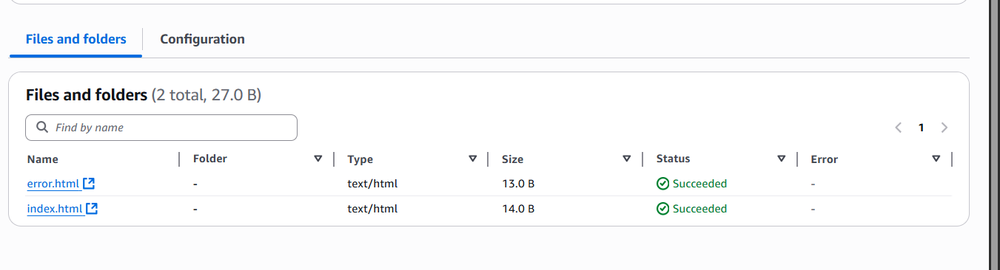 Files and folders Configuration
Files and folders (2 total, 27.0 B)
Find by name
1
Name Folder Type Size Status Error
error.html - text/html 13.0 B Succeeded -
index.html - text/html 14.0 B Succeeded -